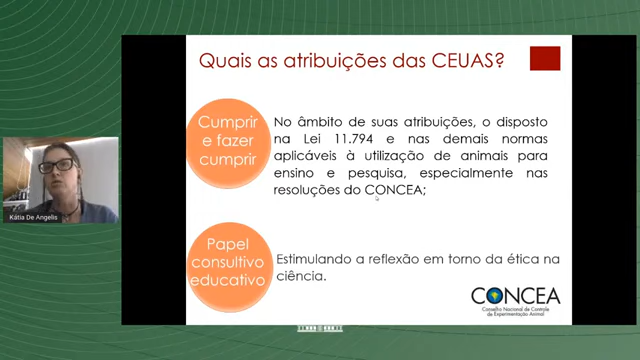 Quais as atribuições das CEUAS?
Cumprir
e fazer
cumprir
No âmbito de suas atribuições, o disposto
na Lei 11.794 e nas demais normas
aplicáveis à utilização de animais para
ensino e pesquisa, especialmente nas
resoluções do CONCEA;
Kátia De Angelis
Papel
consultivo
educativo
Estimulando a reflexão em torno da ética na
ciência.
CONCEA
Conselho Nacional de Controle
de Experimentação Animal